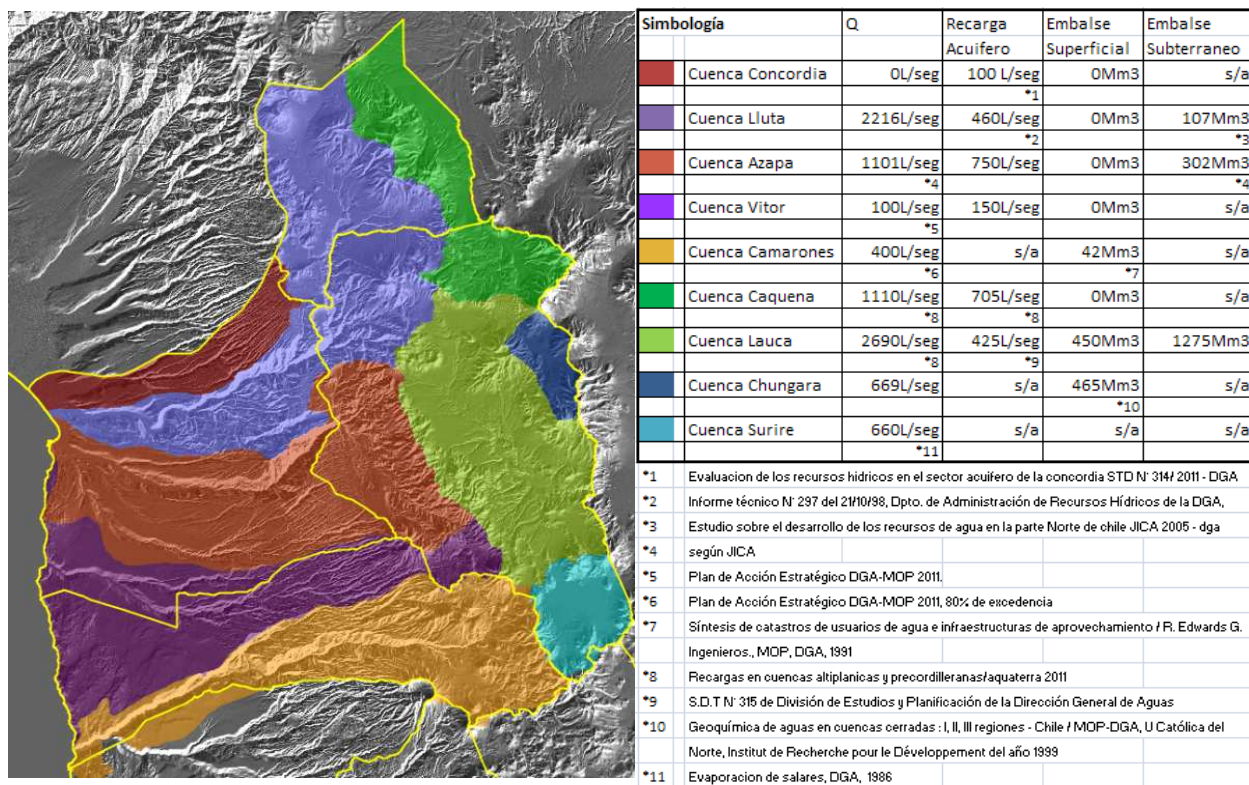 Simbología Q Recarga Embalse Embalse
Acuifero Superficial Subterraneo
Cuenca Concordia 0L/seg 100 L/seg 0Mm3 s/a
*1
Cuenca Lluta 2216L/seg 460L/seg 0Mm3 107Mm3
*2 *3
Cuenca Azapa 1101L/seg 750L/seg 0Mm3 302Mm3
*4 *4
Cuenca Vitor 100L/seg 150L/seg 0Mm3 s/a
*5
Cuenca Camarones 400L/seg s/a 42Mm3 s/a
*6 *7
Cuenca Caquena 1110L/seg 705L/seg 0Mm3 s/a
*8 *8
Cuenca Lauca 2690L/seg 425L/seg 450Mm3 1275Mm3
*8 *9
Cuenca Chungara 669L/seg s/a 465Mm3 s/a
*10
Cuenca Surire 660L/seg s/a s/a s/a
*11
*1 Evaluacion de los recursos hidricos en el sector acuifero de la concordia STD N° 314/ 2011 - DGA
*2 Informe técnico N° 297 del 21/10/98, Dpto. de Administración de Recursos Hídricos de la DGA,
*3 Estudio sobre el desarrollo de los recursos de agua en la parte Norte de chile JICA 2005 - dga
*4 según JICA
*5 Plan de Acción Estratégico DGA-MOP 2011.
*6 Plan de Acción Estratégico DGA-MOP 2011, 80% de excedencia
*7 Síntesis de catastros de usuarios de agua e infraestructuras de aprovechamiento / R. Edwards G.
Ingenieros., MOP, DGA, 1991
*8 Recargas en cuencas altiplanicas y precordilleranas/aquaterra 2011
*9 S.D.T N° 315 de División de Estudios y Planificación de la Dirección General de Aguas
*10 Geoquímica de aguas en cuencas cerradas : I, II, III regiones - Chile / MOP-DGA, U Católica del
Norte, Institut de Recherche pour le Développement del año 1999
*11 Evaporacion de salares, DGA, 1986